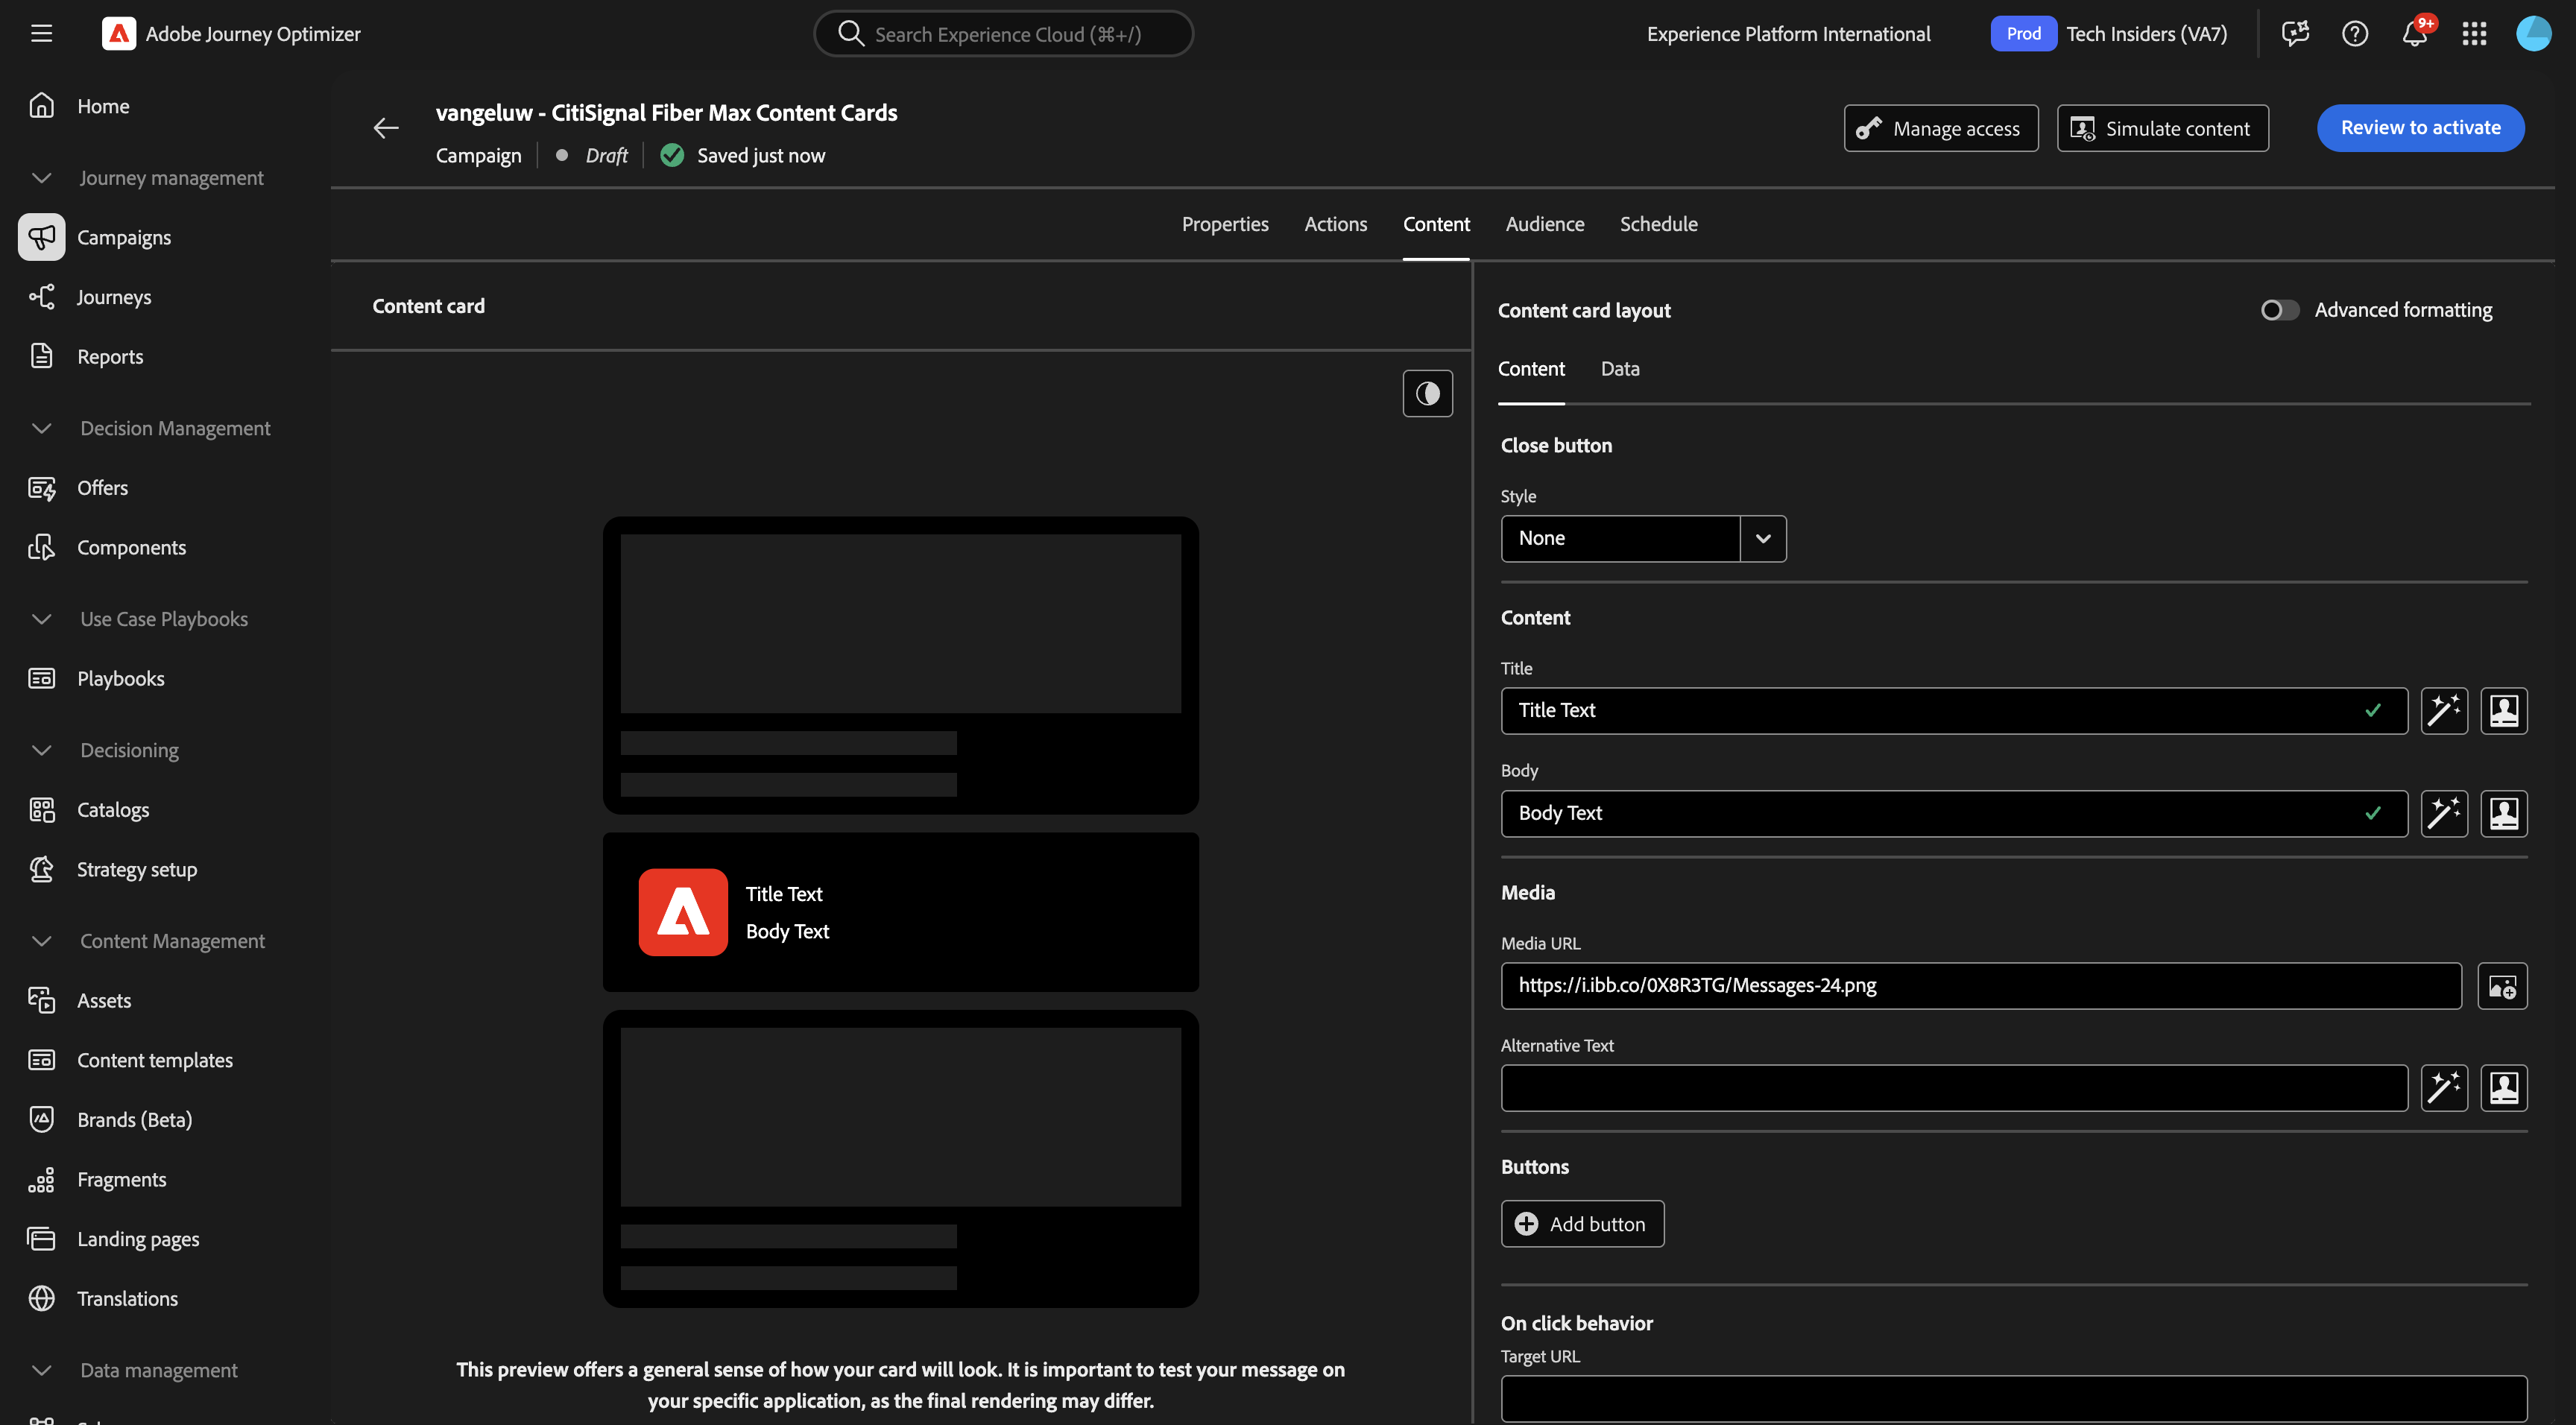 Adobe Journey Optimizer
Search Experience Cloud (⌘+/)
Experience Platform International
Prod
Tech Insiders (VA7)
9+
Home
Journey management
Campaigns
Journeys
Reports
Decision Management
Offers
Components
Use Case Playbooks
Playbooks
Decisioning
Catalogs
Strategy setup
Content Management
Assets
Content templates
Brands (Beta)
Fragments
Landing pages
Translations
Data management
vangeluw - CitiSignal Fiber Max Content Cards
Campaign
Draft
Saved just now
Manage access
Simulate content
Review to activate
Properties
Actions
Content
Audience
Schedule
Content card
Title Text
Body Text
This preview offers a general sense of how your card will look. It is important to test your message on
your specific application, as the final rendering may differ.
Content card layout
Advanced formatting
Content
Data
Close button
Style
None
Content
Title
Title Text
Body
Body Text
Media
Media URL
https://i.ibb.co/0X8R3TG/Messages-24.png
Alternative Text
Buttons
Add button
On click behavior
Target URL